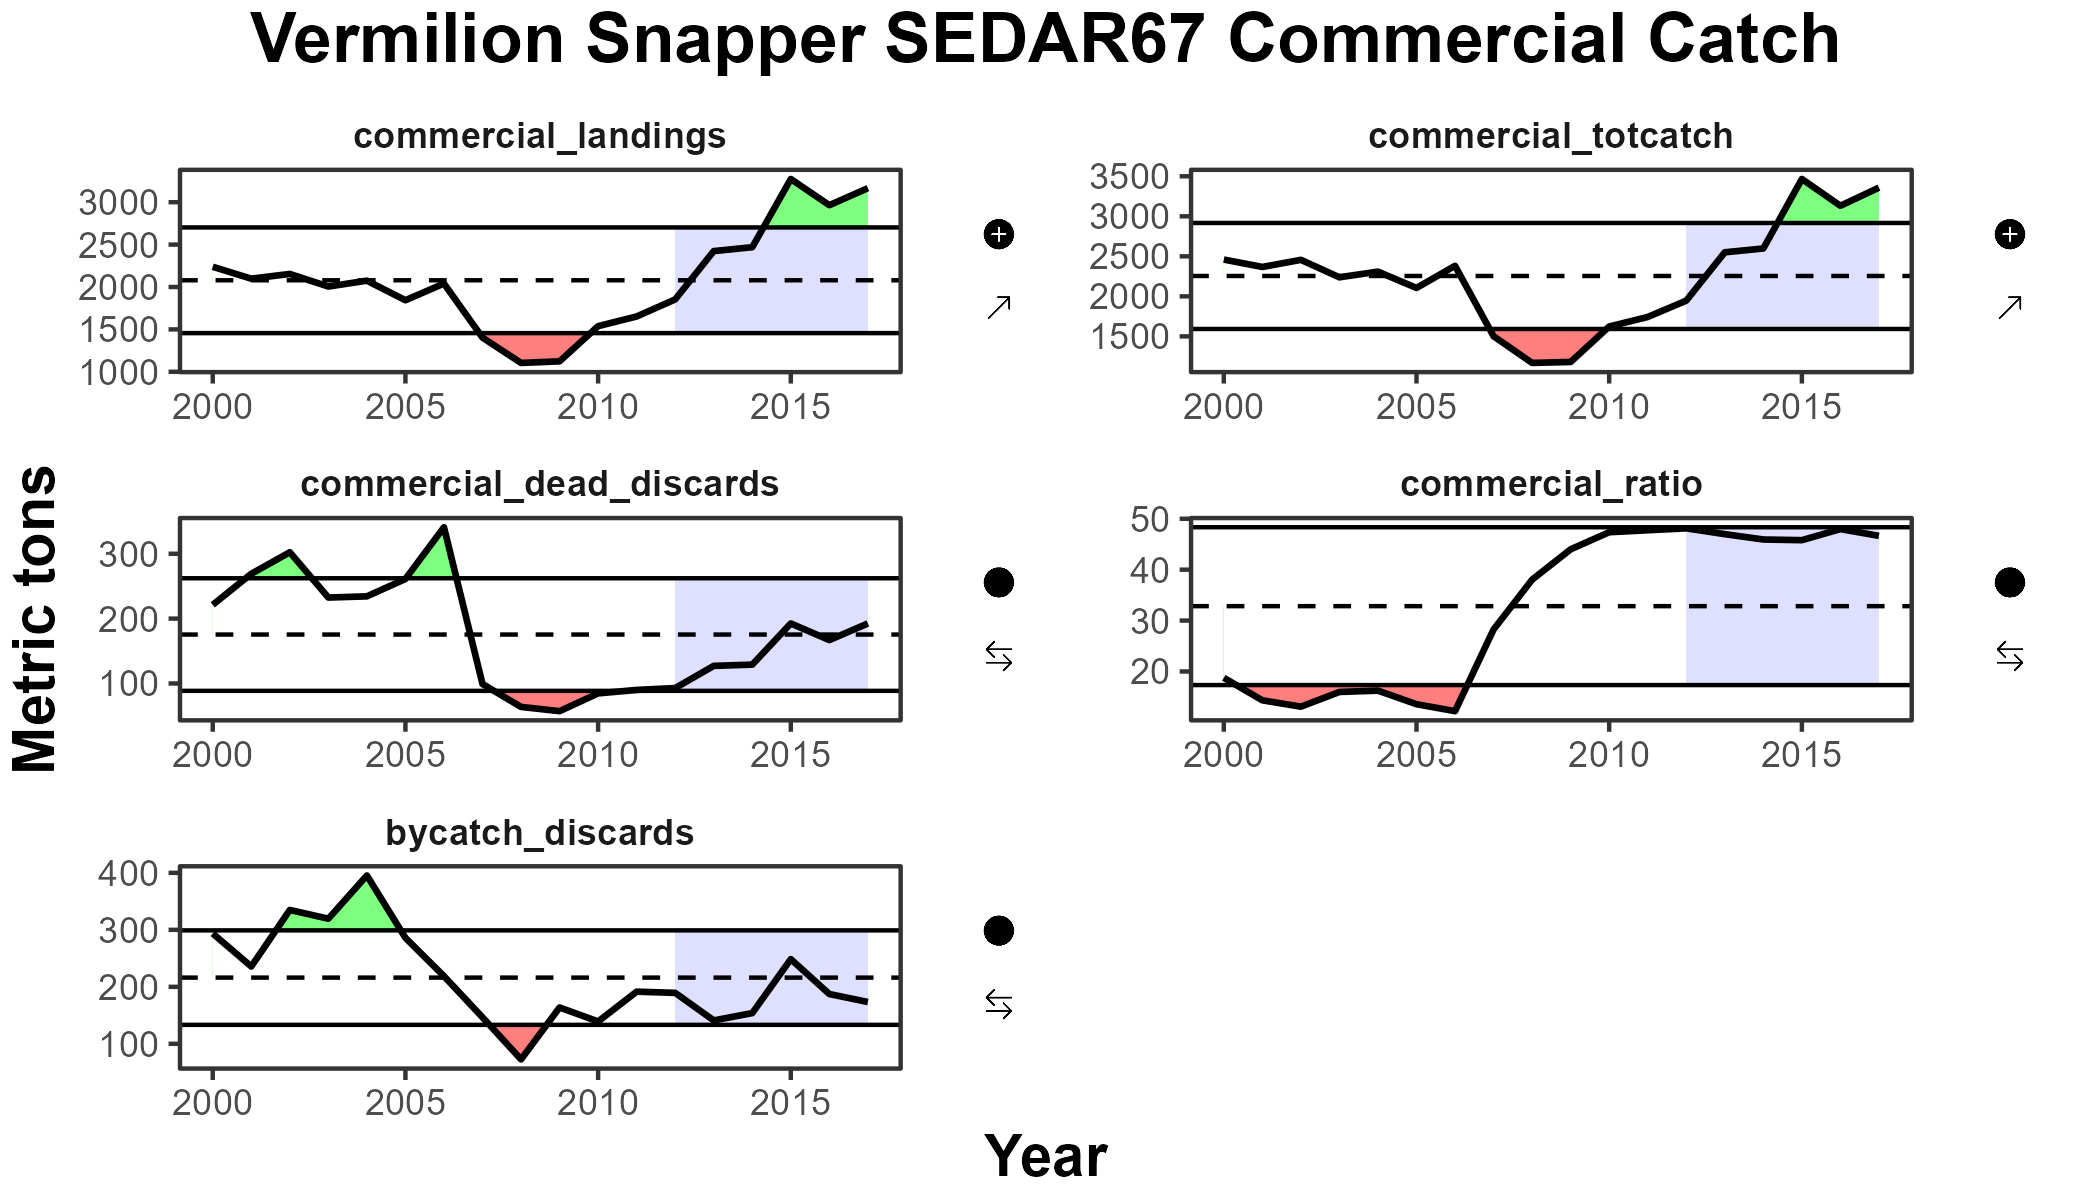 Vermilion Snapper SEDAR67 Commercial Catch
commercial_landings
3000
2500
2000
1500
1000
2000 2005 2010 2015
commercial_totcatch
3500
3000
2500
2000
1500
2000 2005 2010 2015
Metric tons
commercial_dead_discards
300
200
100
2000 2005 2010 2015
commercial_ratio
50
40
30
20
2000 2005 2010 2015
bycatch_discards
400
300
200
100
2000 2005 2010 2015
Year